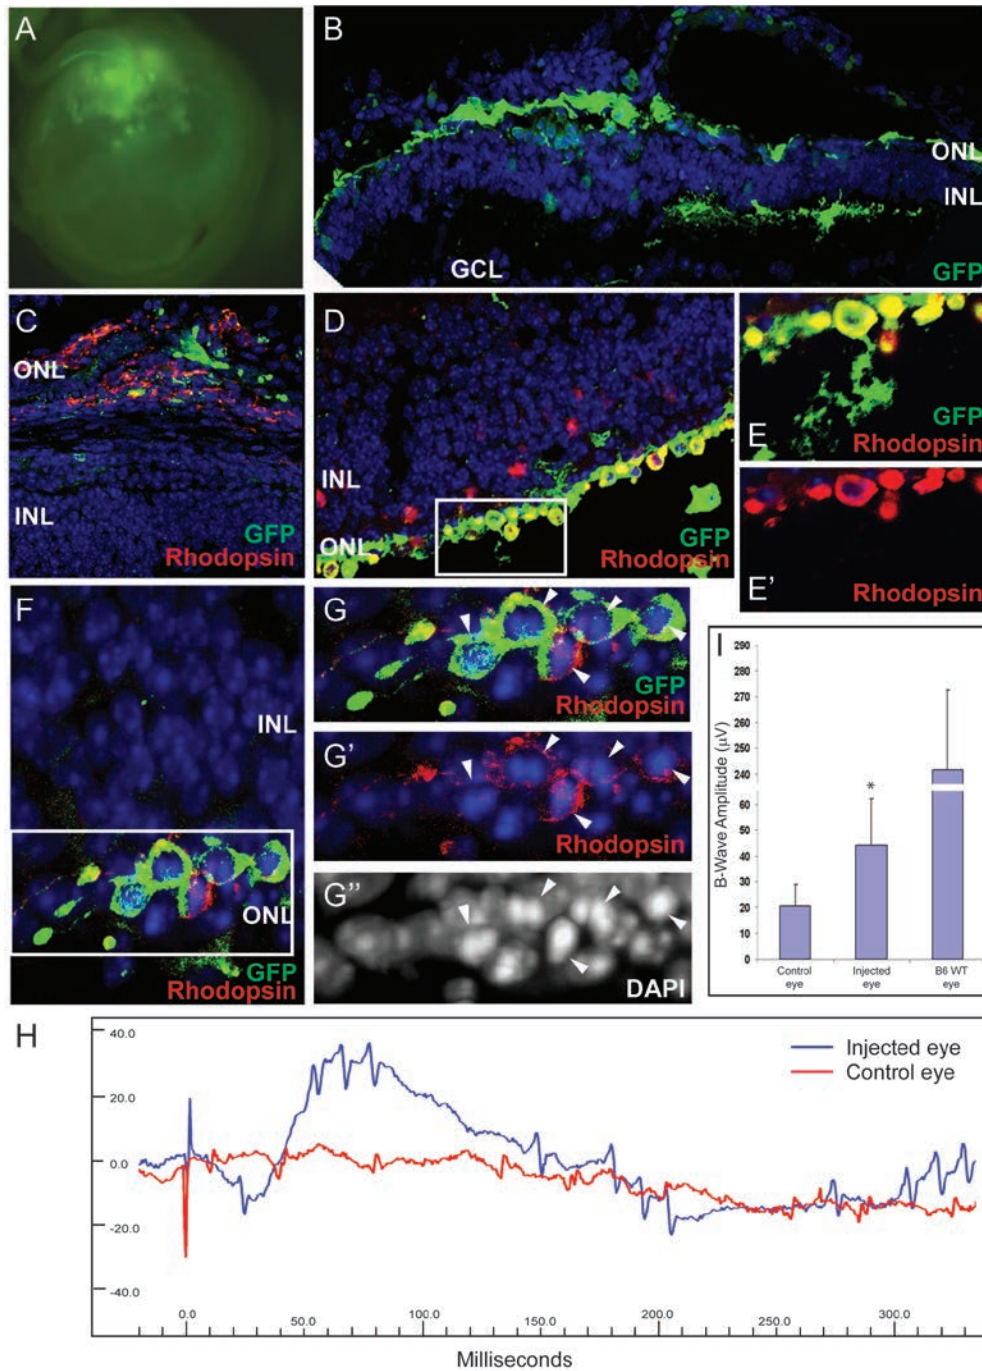 A
B
ONL
INL
GCL
GFP
C
ONL
INL
GFP
Rhodopsin
D
INL
ONL
GFP
Rhodopsin
E
GFP
Rhodopsin
E'
Rhodopsin
F
INL
ONL
GFP
Rhodopsin
G
GFP
Rhodopsin
G'
Rhodopsin
G"
DAPI
I
B-Wave Amplitude (μV)
290
280
270
260
250
240
60
50
40
30
20
10
0
*
Control eye
Injected eye
B6 WT eye
H
40.0
20.0
0.0
-20.0
-40.0
Injected eye
Control eye
0.0 50.0 100.0 150.0 200.0 250.0 300.0
Milliseconds